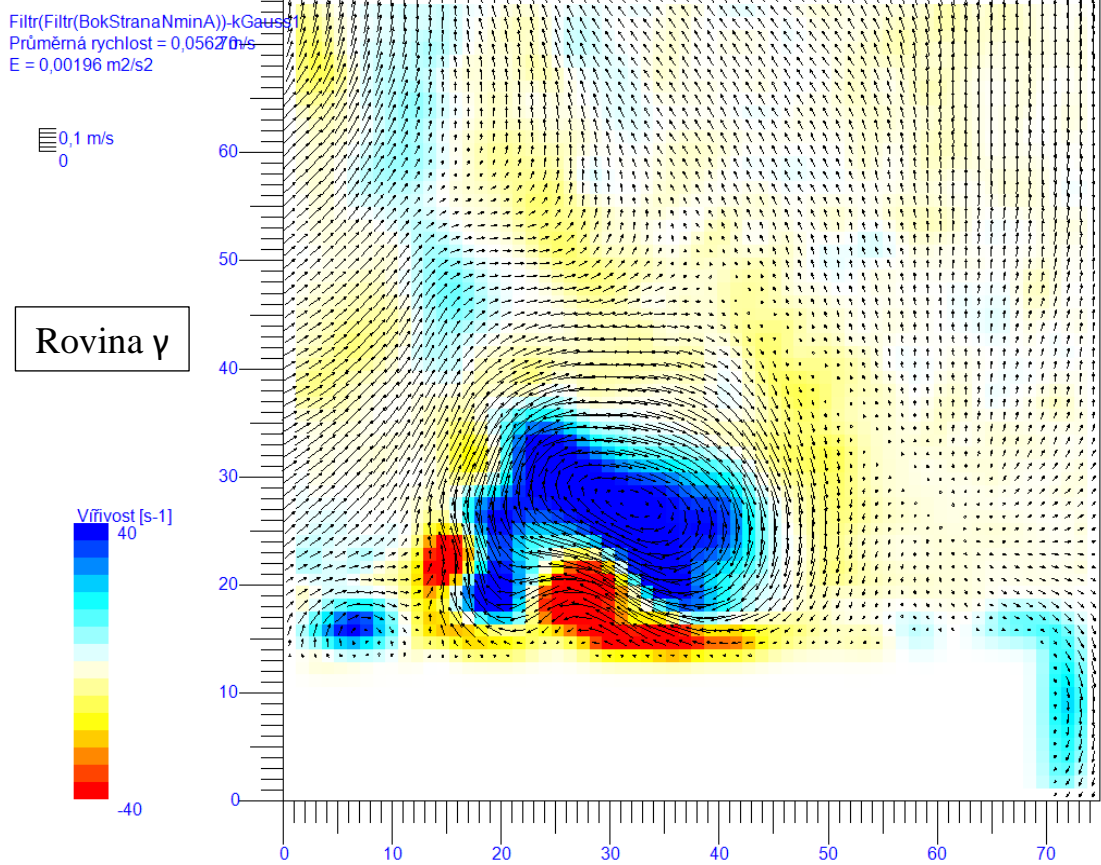 Filtr(Filtr(BokStranaNminA))-kGauss1
Průměrná rychlost = 0,0562 m/s
E = 0,00196 m2/s2
0,1 m/s
0
Rovina γ
Vířivost [s-1]
40
-40
70
60
50
40
30
20
10
0
0 10 20 30 40 50 60 70